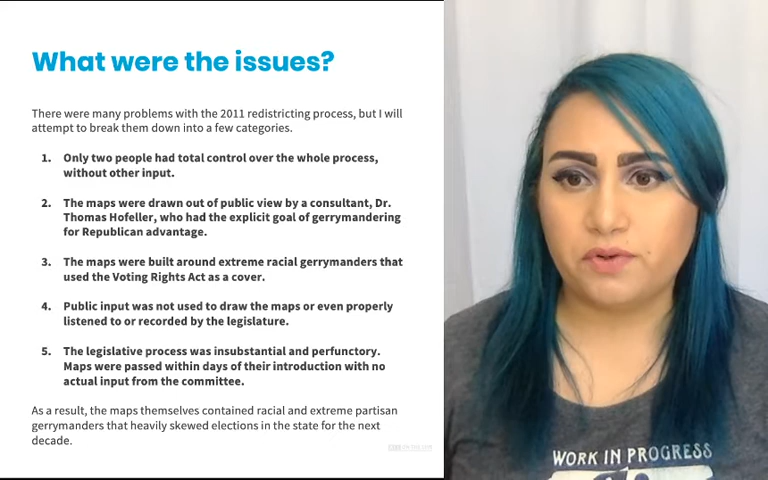 What were the issues?
There were many problems with the 2011 redistricting process, but I will
attempt to break them down into a few categories.
1. Only two people had total control over the whole process,
without other input.
2. The maps were drawn out of public view by a consultant, Dr.
Thomas Hofeller, who had the explicit goal of gerrymandering
for Republican advantage.
3. The maps were built around extreme racial gerrymanders that
used the Voting Rights Act as a cover.
4. Public input was not used to draw the maps or even properly
listened to or recorded by the legislature.
5. The legislative process was insubstantial and perfunctory.
Maps were passed within days of their introduction with no
actual input from the committee.
As a result, the maps themselves contained racial and extreme partisan
gerrymanders that heavily skewed elections in the state for the next
decade.
WORK IN PROGRESS